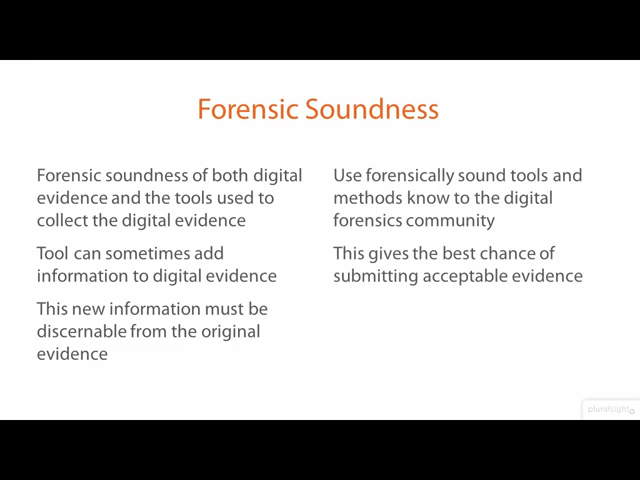 Forensic Soundness
Forensic soundness of both digital
evidence and the tools used to
collect the digital evidence
Tool can sometimes add
information to digital evidence
This new information must be
discernable from the original
evidence
Use forensically sound tools and
methods know to the digital
forensics community
This gives the best chance of
submitting acceptable evidence
pluralsight